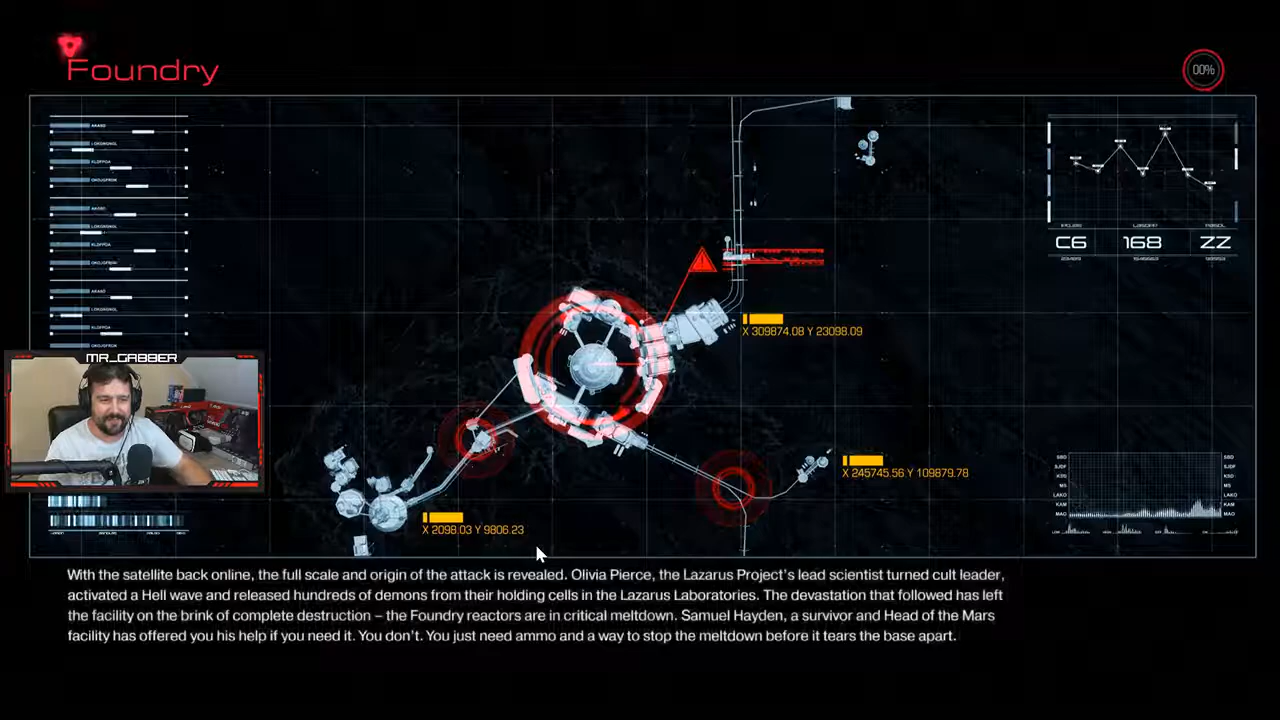 Foundry
00%
C6 168 ZZ
X 309874.08 Y 23098.09
MR_GABBER
X 245745.56 Y 109879.78
X 2098.03 Y 9806.23
With the satellite back online, the full scale and origin of the attack is revealed. Olivia Pierce, the Lazarus Project's lead scientist turned cult leader,
activated a Hell wave and released hundreds of demons from their holding cells in the Lazarus Laboratories. The devastation that followed has left
the facility on the brink of complete destruction – the Foundry reactors are in critical meltdown. Samuel Hayden, a survivor and Head of the Mars
facility has offered you his help if you need it. You don't. You just need ammo and a way to stop the meltdown before it tears the base apart.